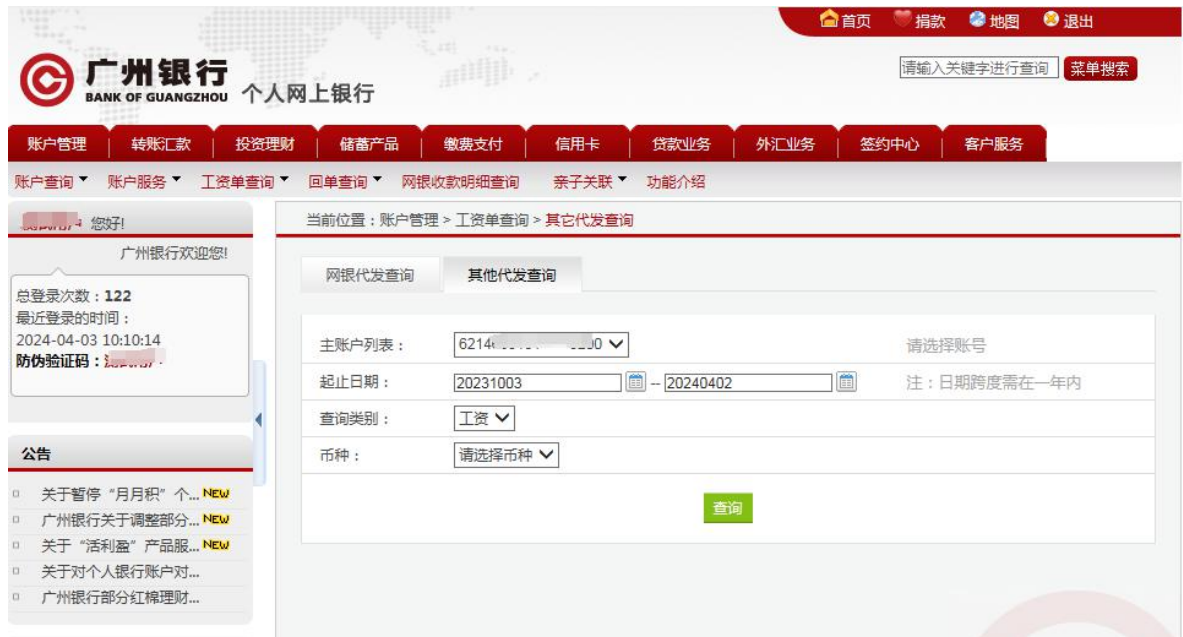 首页 捐款 地图 退出
广州银行
BANK OF GUANGZHOU
个人网上银行
请输入关键字进行查询 菜单搜索
账户管理 转账汇款 投资理财 储蓄产品 缴费支付 信用卡 贷款业务 外汇业务 签约中心 客户服务
账户查询 账户服务 工资单查询 回单查询 网银收款明细查询 亲子关联 功能介绍
您好!
当前位置：账户管理 > 工资单查询 > 其它代发查询
广州银行欢迎您!
网银代发查询 其他代发查询
总登录次数：122
最近登录的时间：
2024-04-03 10:10:14
防伪验证码：
主账户列表： 请选择账号
起止日期： 20231003 -- 20240402 注：日期跨度需在一年内
查询类别： 工资
币种： 请选择币种
查询
公告
关于暂停“月月积”个... NEW
广州银行关于调整部分... NEW
关于“活利盈”产品服... NEW
关于对个人银行账户对...
广州银行部分红棉理财...